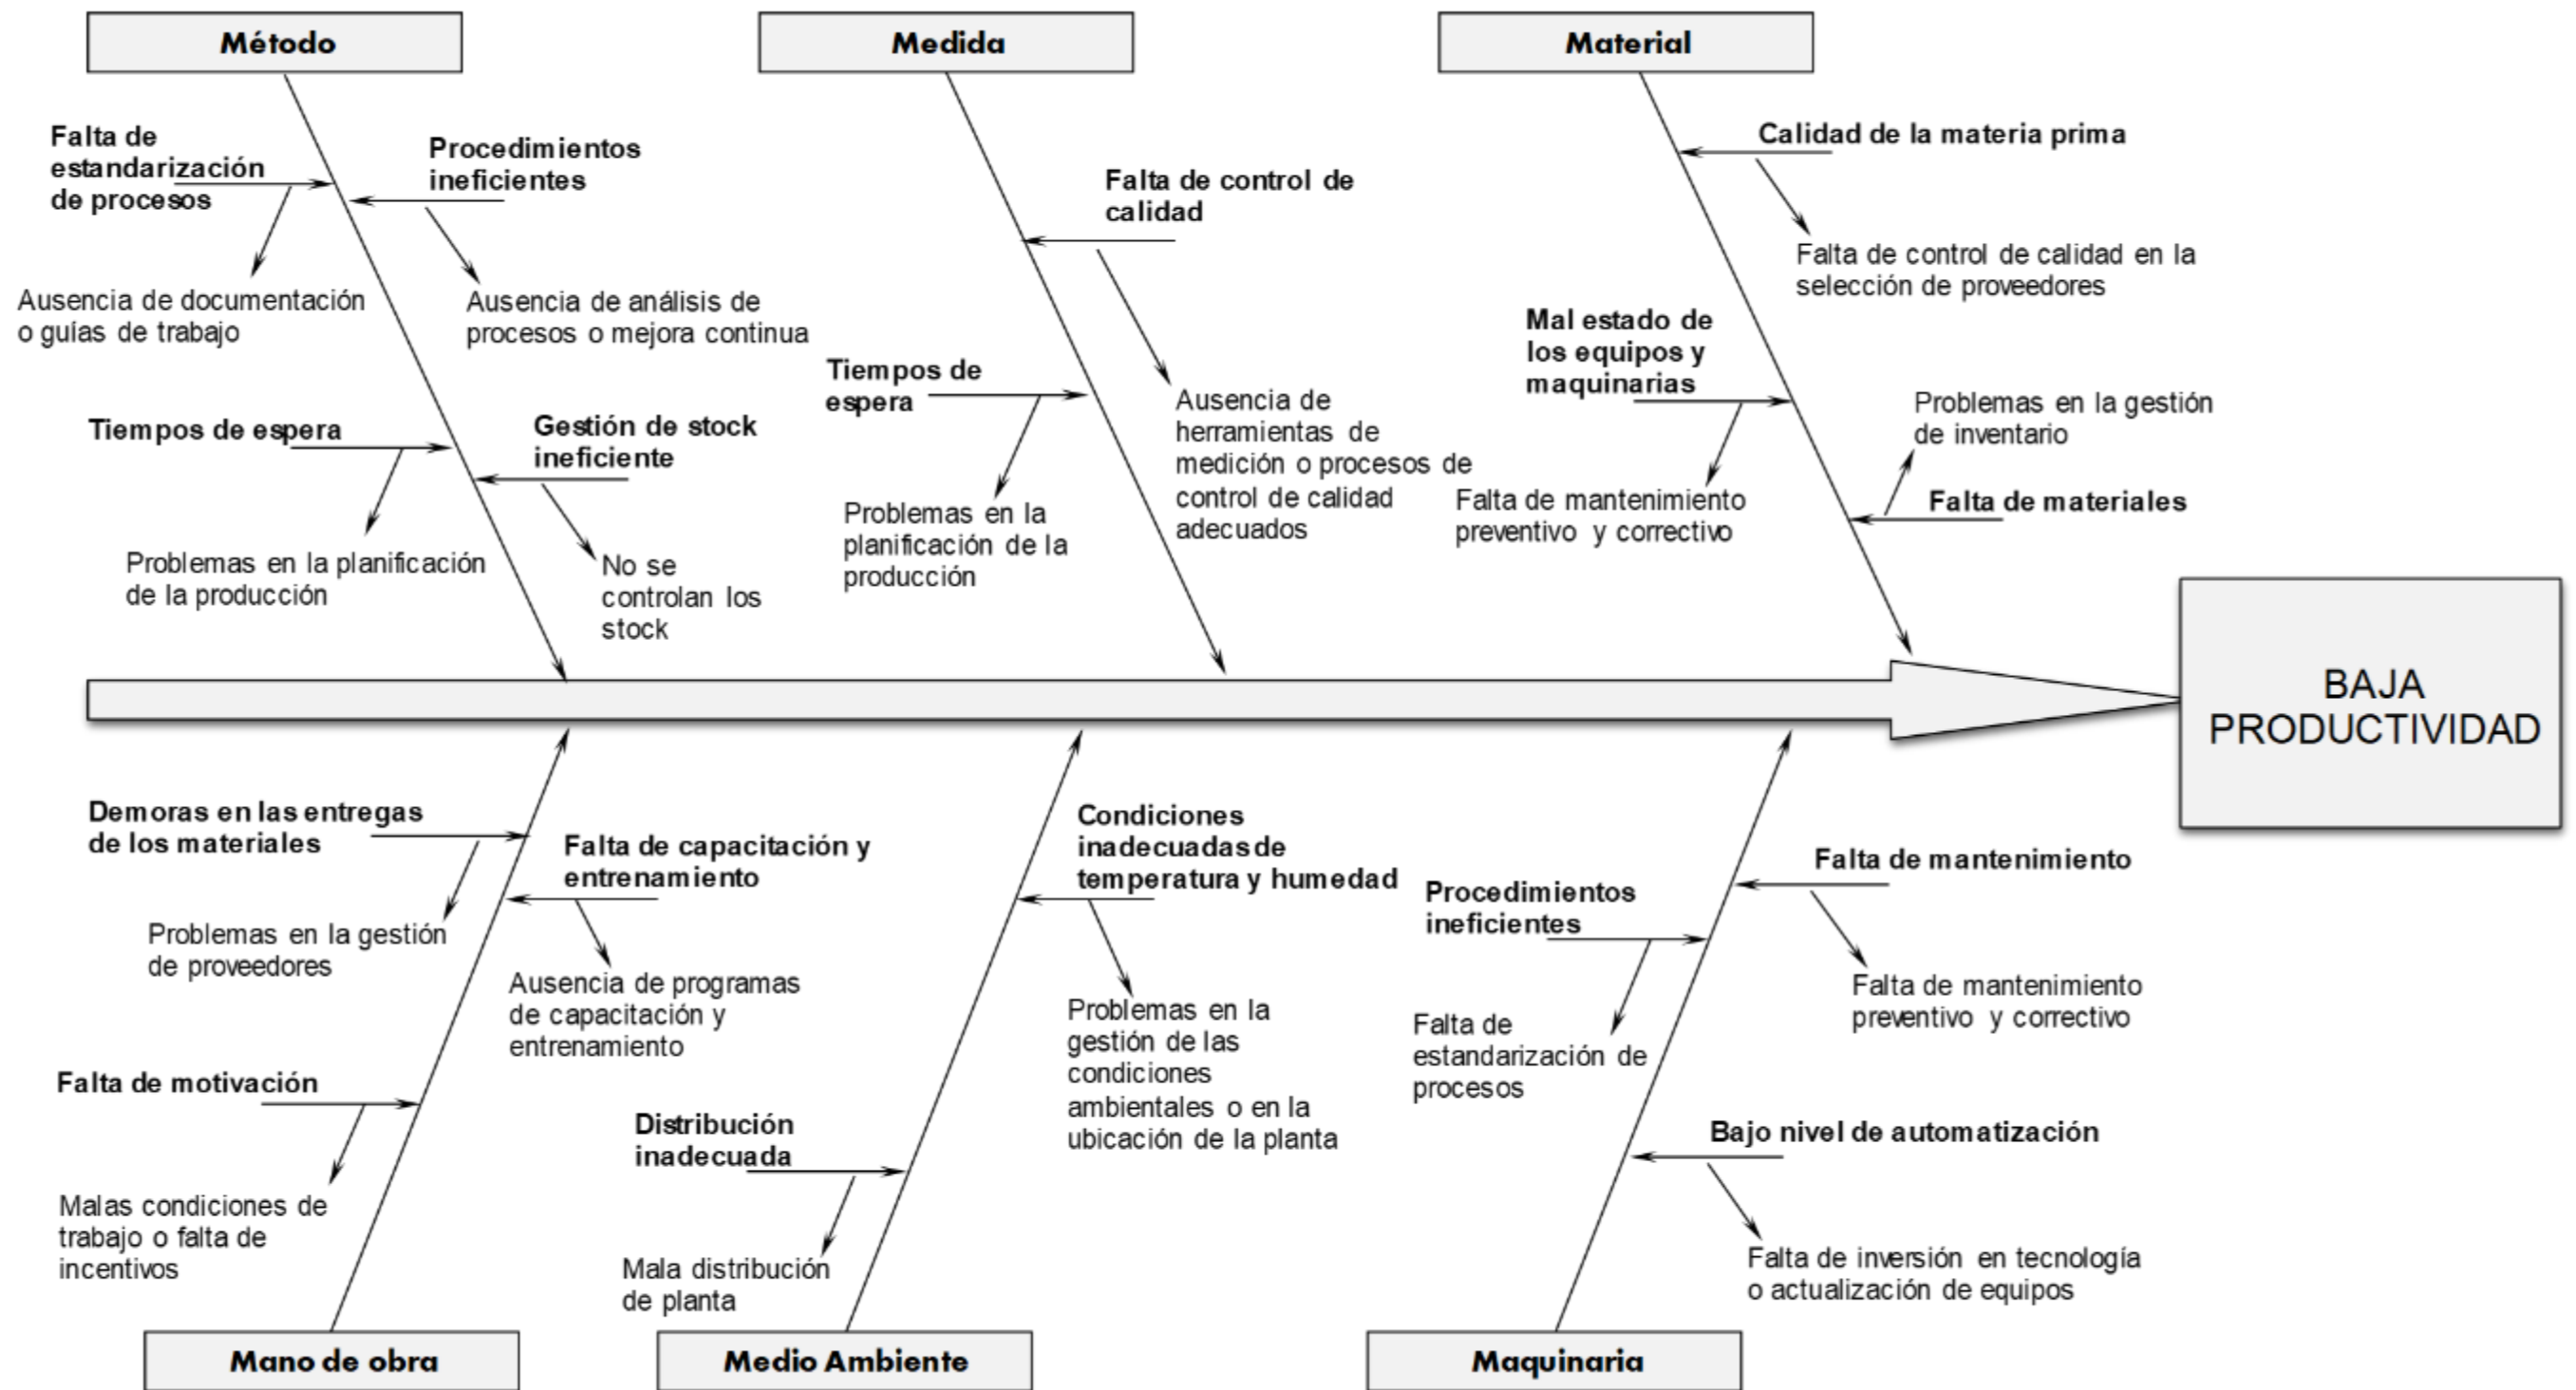 Método
Medida
Material
Falta de
estandarización
de procesos
Procedimientos
ineficientes
Ausencia de documentación
o guías de trabajo
Ausencia de análisis de
procesos o mejora continua
Tiempos de espera
Gestión de stock
ineficiente
Problemas en la planificación
de la producción
No se
controlan los
stock
Falta de control de
calidad
Tiempos de
espera
Ausencia de
herramientas de
medición o procesos de
control de calidad
adecuados
Problemas en la
planificación de la
producción
Calidad de la materia prima
Falta de control de calidad en la
selección de proveedores
Mal estado de
los equipos y
maquinarias
Problemas en la gestión
de inventario
Falta de mantenimiento
preventivo y correctivo
Falta de materiales
BAJA
PRODUCTIVIDAD
Demoras en las entregas
de los materiales
Falta de capacitación y
entrenamiento
Problemas en la gestión
de proveedores
Ausencia de programas
de capacitación y
entrenamiento
Falta de motivación
Malas condiciones de
trabajo o falta de
incentivos
Condiciones
inadecuadas de
temperatura y humedad
Problemas en la
gestión de las
condiciones
ambientales o en la
ubicación de la planta
Distribución
inadecuada
Mala distribución
de planta
Falta de mantenimiento
Procedimientos
ineficientes
Falta de mantenimiento
preventivo y correctivo
Falta de
estandarización de
procesos
Bajo nivel de automatización
Falta de inversión en tecnología
o actualización de equipos
Mano de obra
Medio Ambiente
Maquinaria